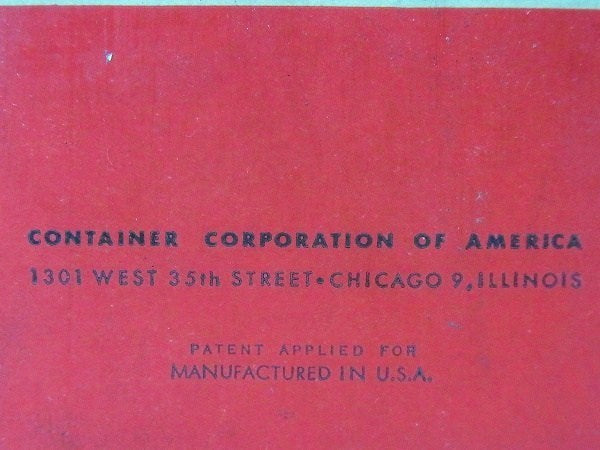 CONTAINER CORPORATION OF AMERICA
1301 WEST 35th STREET•CHICAGO 9, ILLINOIS
PATENT APPLIED FOR
MANUFACTURED IN U.S.A.